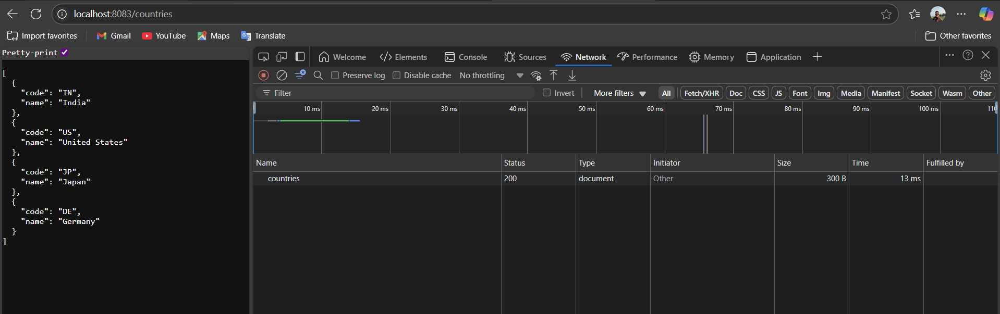 localhost:8083/countries
Import favorites Gmail YouTube Maps Translate Other favorites
Pretty-print
[
  {
    "code": "IN",
    "name": "India"
  },
  {
    "code": "US",
    "name": "United States"
  },
  {
    "code": "JP",
    "name": "Japan"
  },
  {
    "code": "DE",
    "name": "Germany"
  }
]
Welcome Elements Console Sources Network Performance Memory Application
Preserve log Disable cache No throttling
Filter Invert More filters All Fetch/XHR Doc CSS JS Font Img Media Manifest Socket Wasm Other
10 ms 20 ms 30 ms 40 ms 50 ms 60 ms 70 ms 80 ms 90 ms 100 ms
Name Status Type Initiator Size Time Fulfilled by
countries 200 document Other 300 B 13 ms